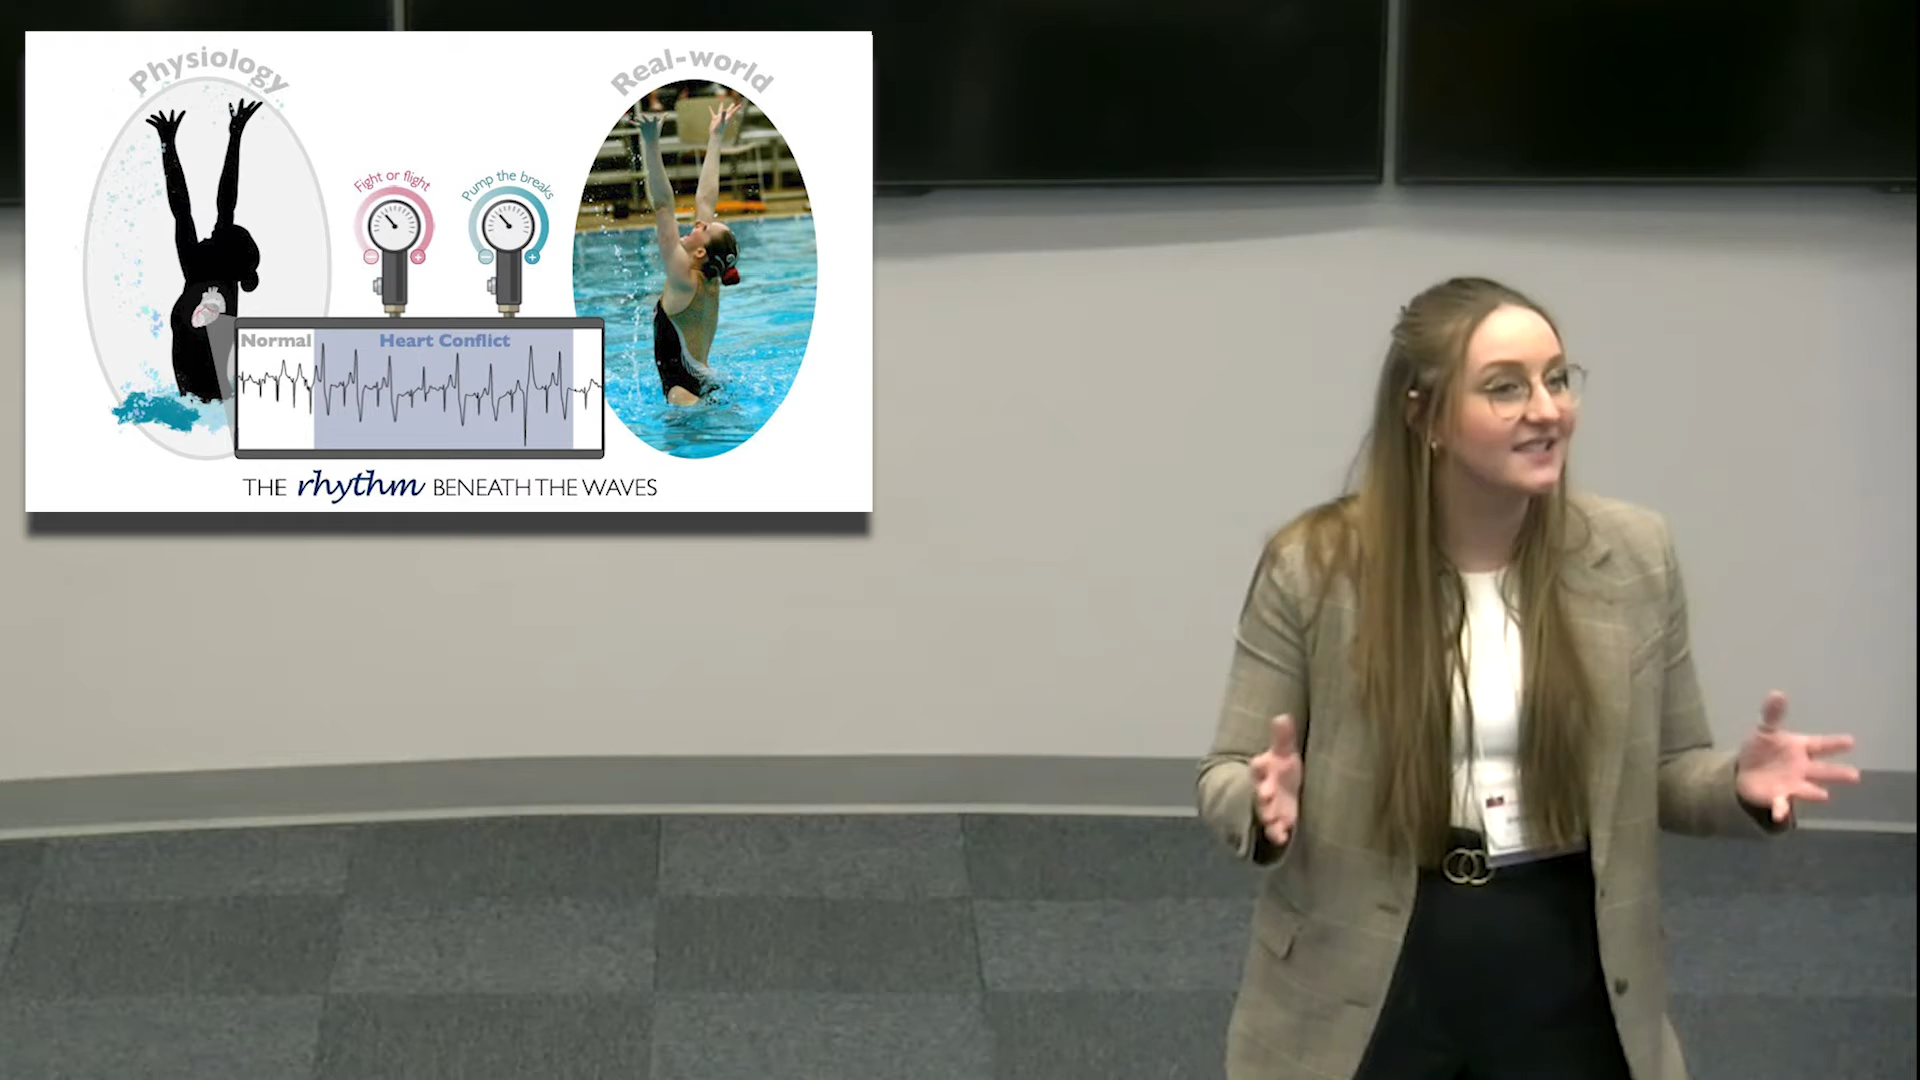 Physiology
Real-world
Fight or flight
Pump the breaks
Normal
Heart Conflict
THE rhythm BENEATH THE WAVES